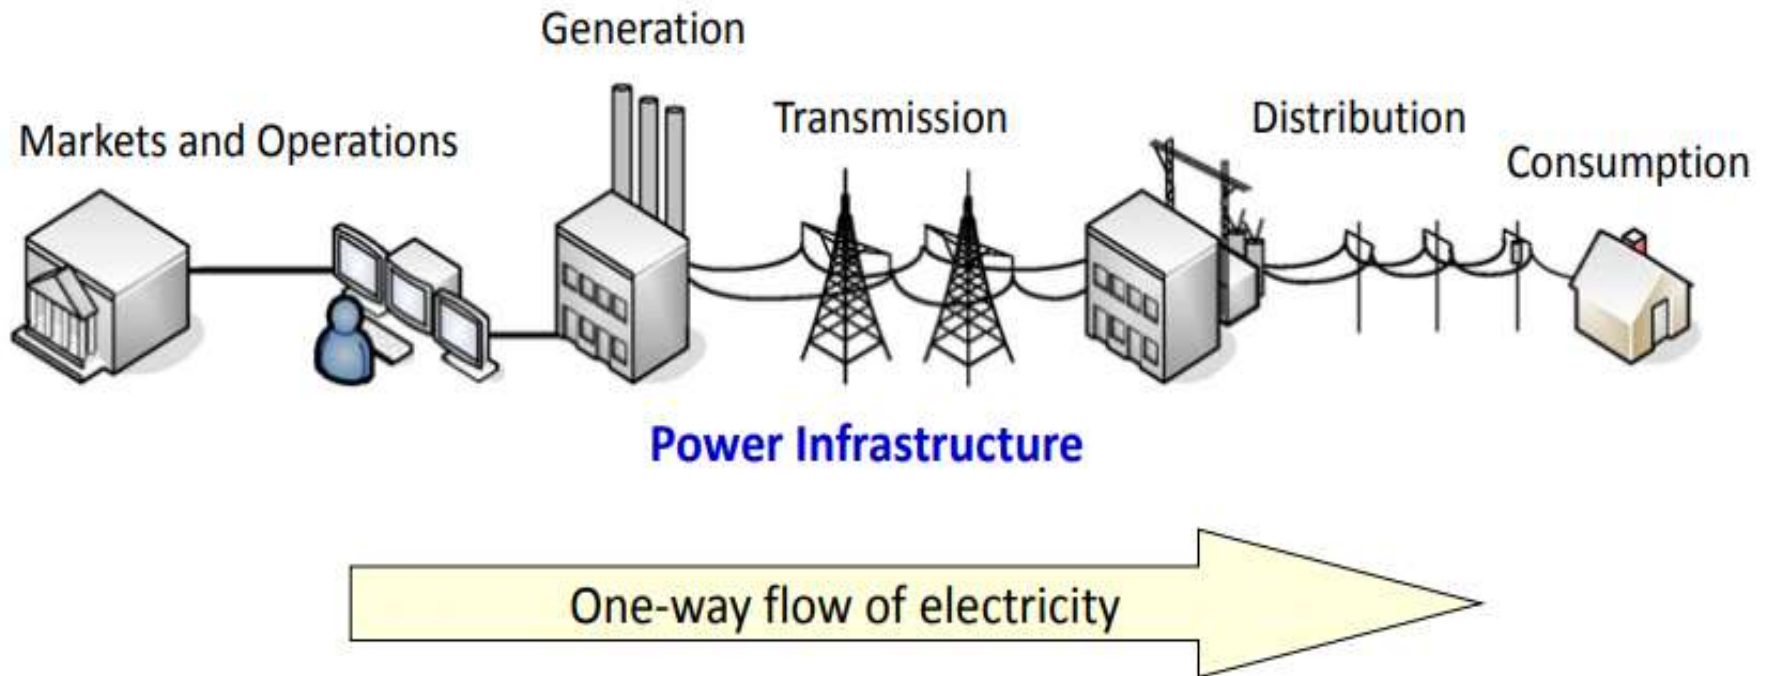 Generation
Markets and Operations
Transmission
Distribution
Consumption
Power Infrastructure
One-way flow of electricity